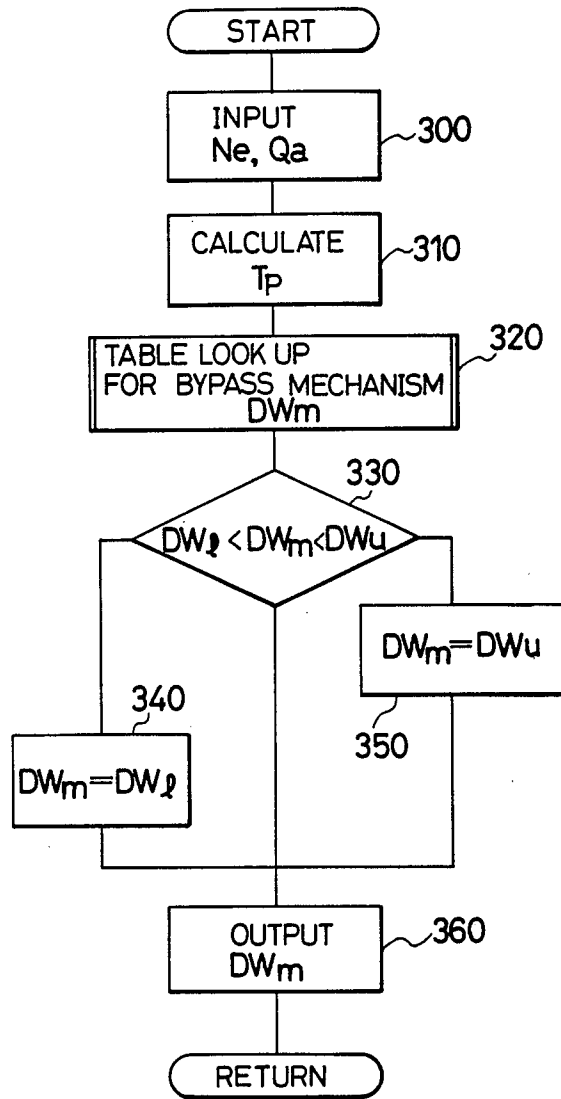 START
INPUT
Ne, Qa
300
CALCULATE
Tp
310
320
TABLE LOOK UP
FOR BYPASS MECHANISM
DWm
330
DWℓ < DWm < DWu
DWm=DWu
350
340
DWm=DWℓ
OUTPUT
DWm
360
RETURN